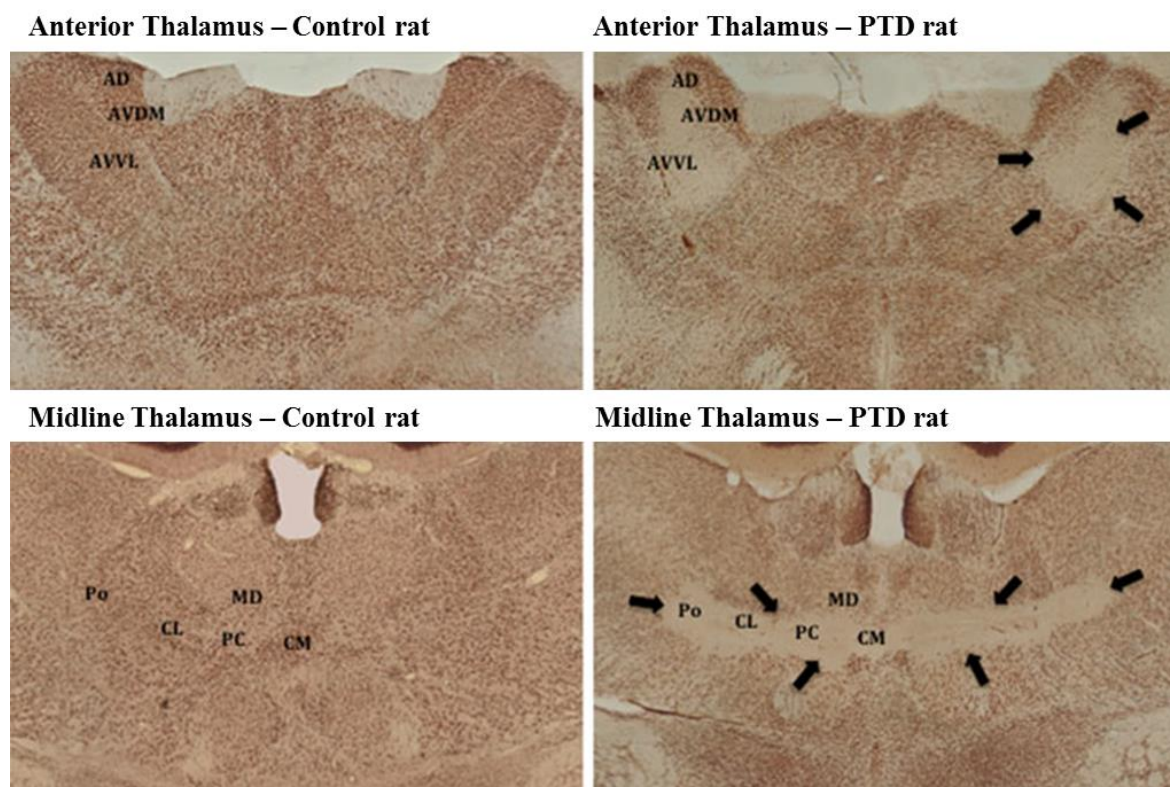 Anterior Thalamus – Control rat
Anterior Thalamus – PTD rat
AD
AVDM
AVVL
AD
AVDM
AVVL
Midline Thalamus – Control rat
Midline Thalamus – PTD rat
Po
MD
CL
PC
CM
Po
CL
MD
PC
CM